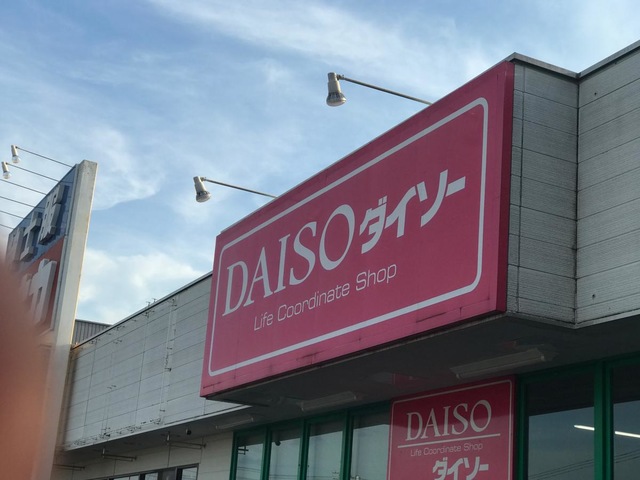 DAISO ダイソー
Life Coordinate Shop
DAISO
Life Coordinate Shop
ダイソー